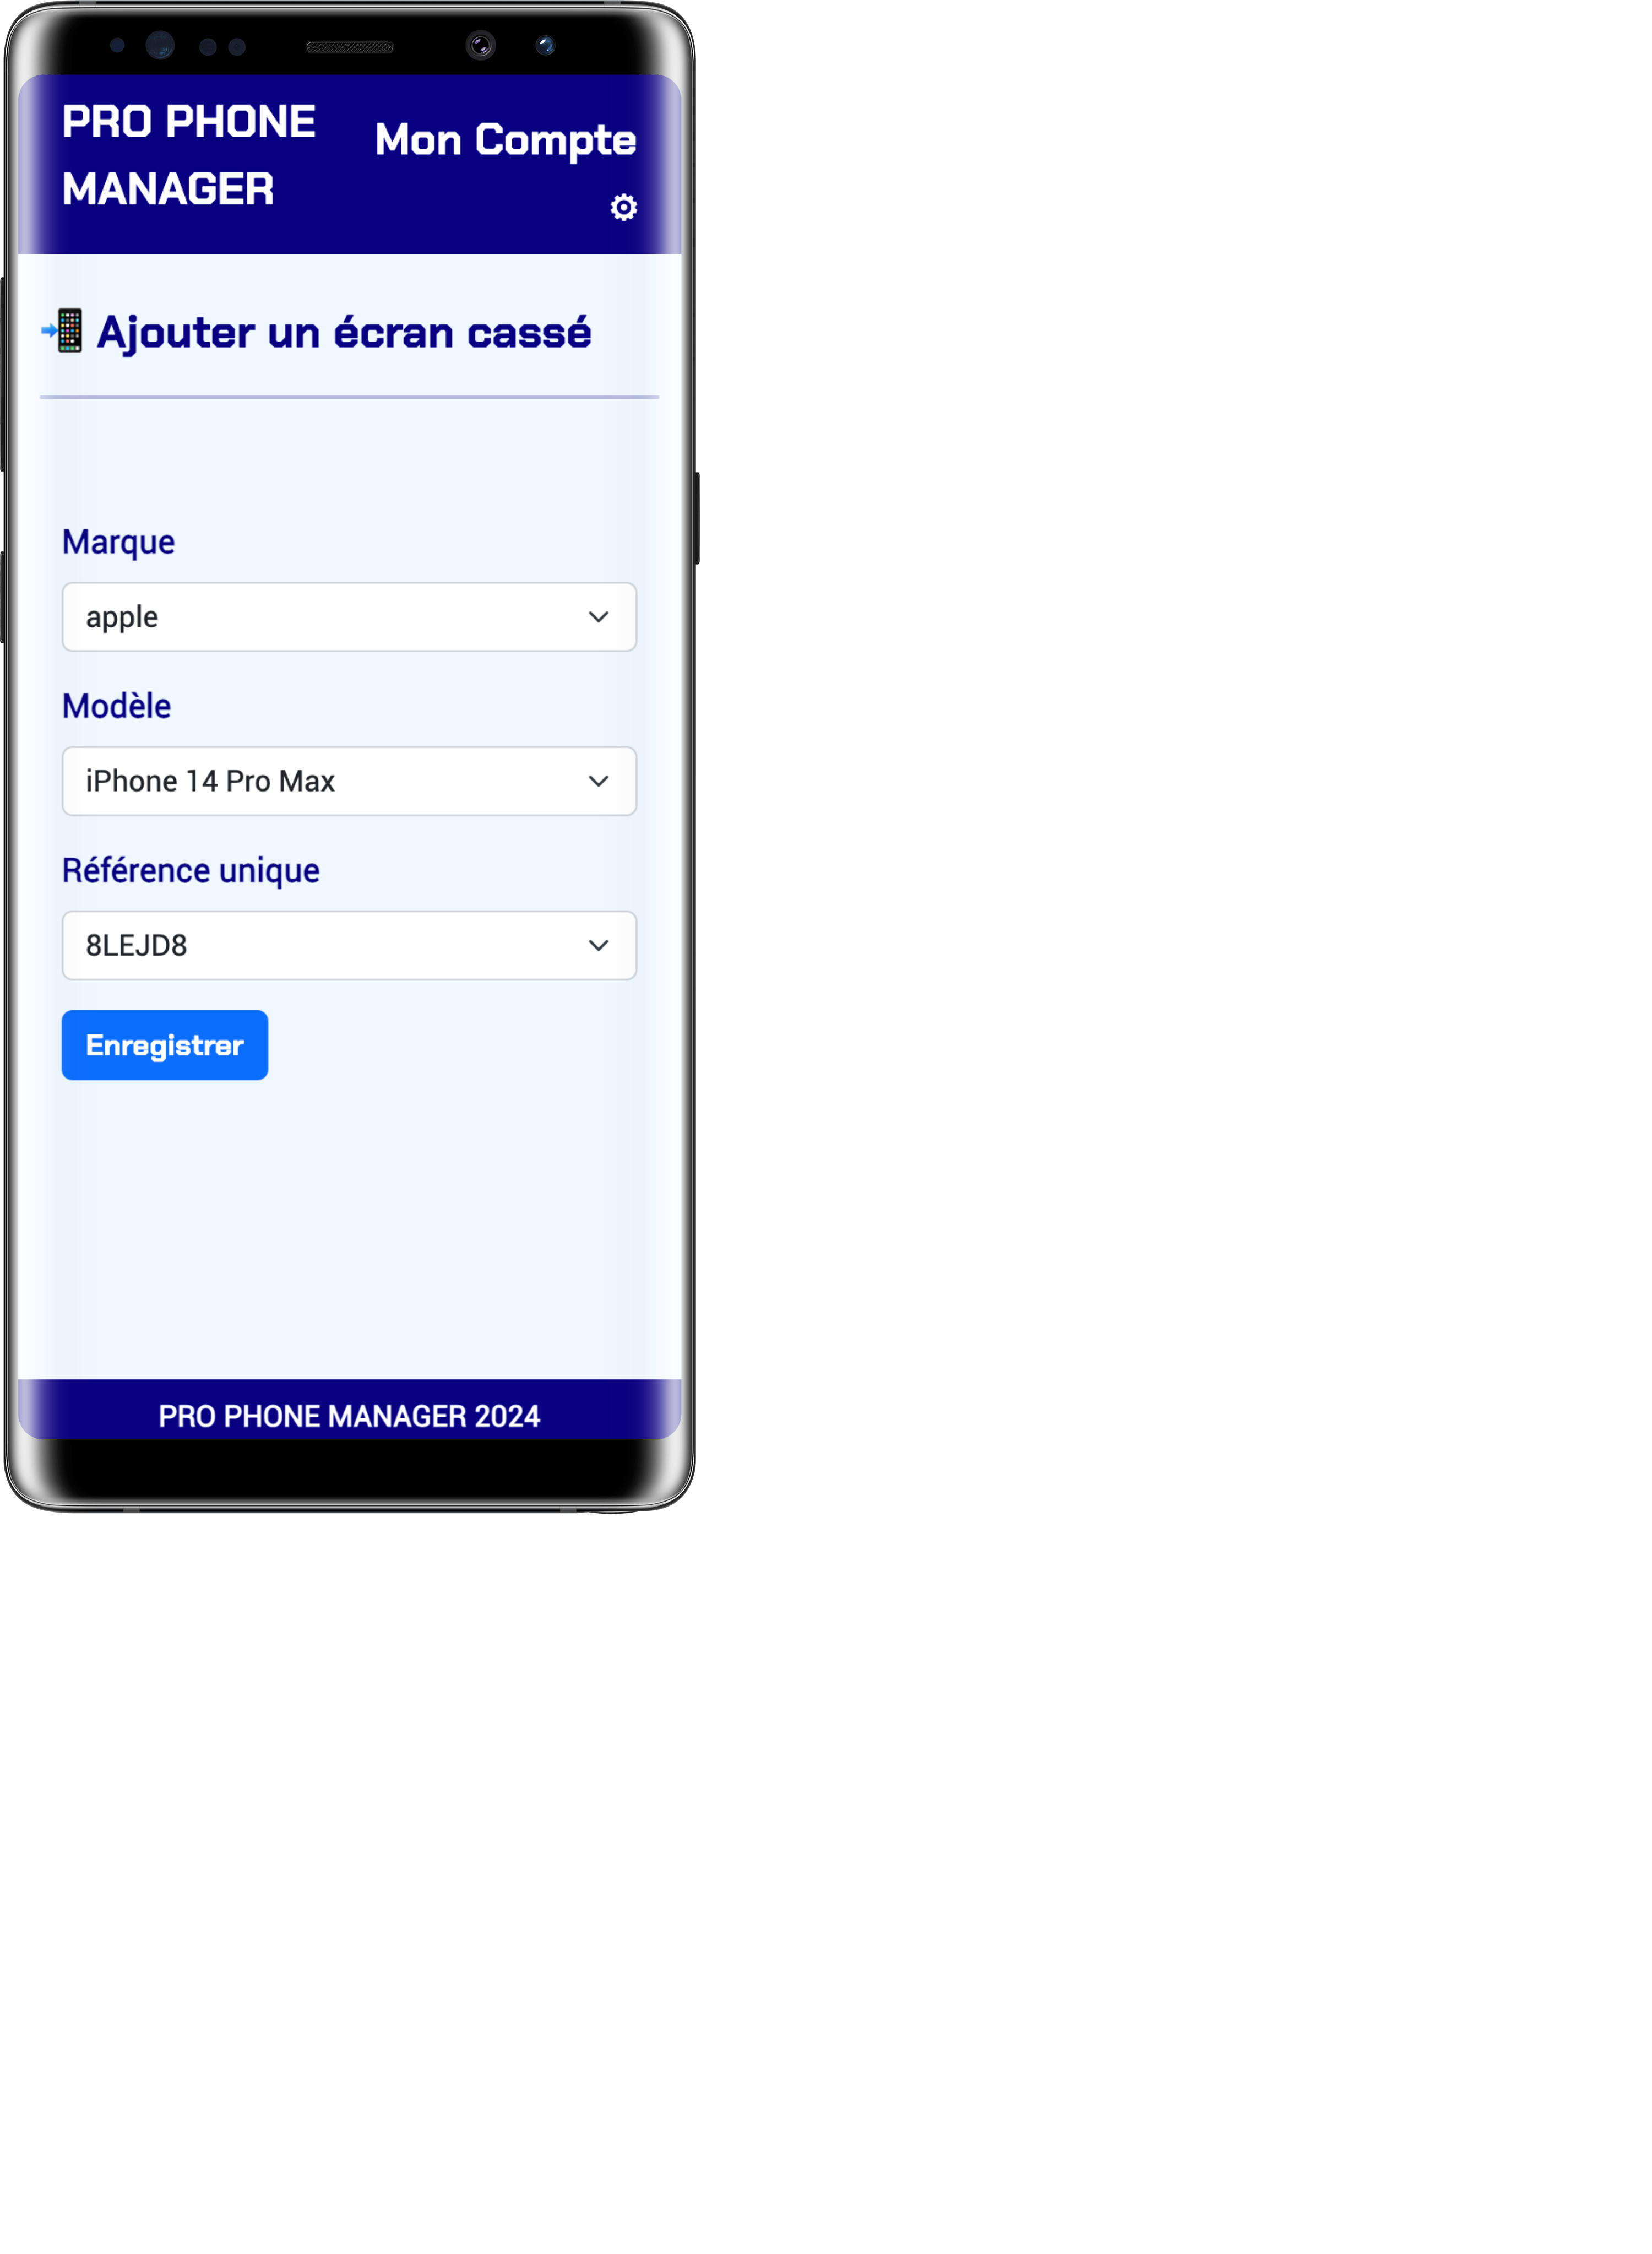 PRO PHONE
MANAGER
Mon Compte
Ajouter un écran cassé
Marque
apple
Modèle
iPhone 14 Pro Max
Référence unique
8LEJD8
Enregistrer
PRO PHONE MANAGER 2024